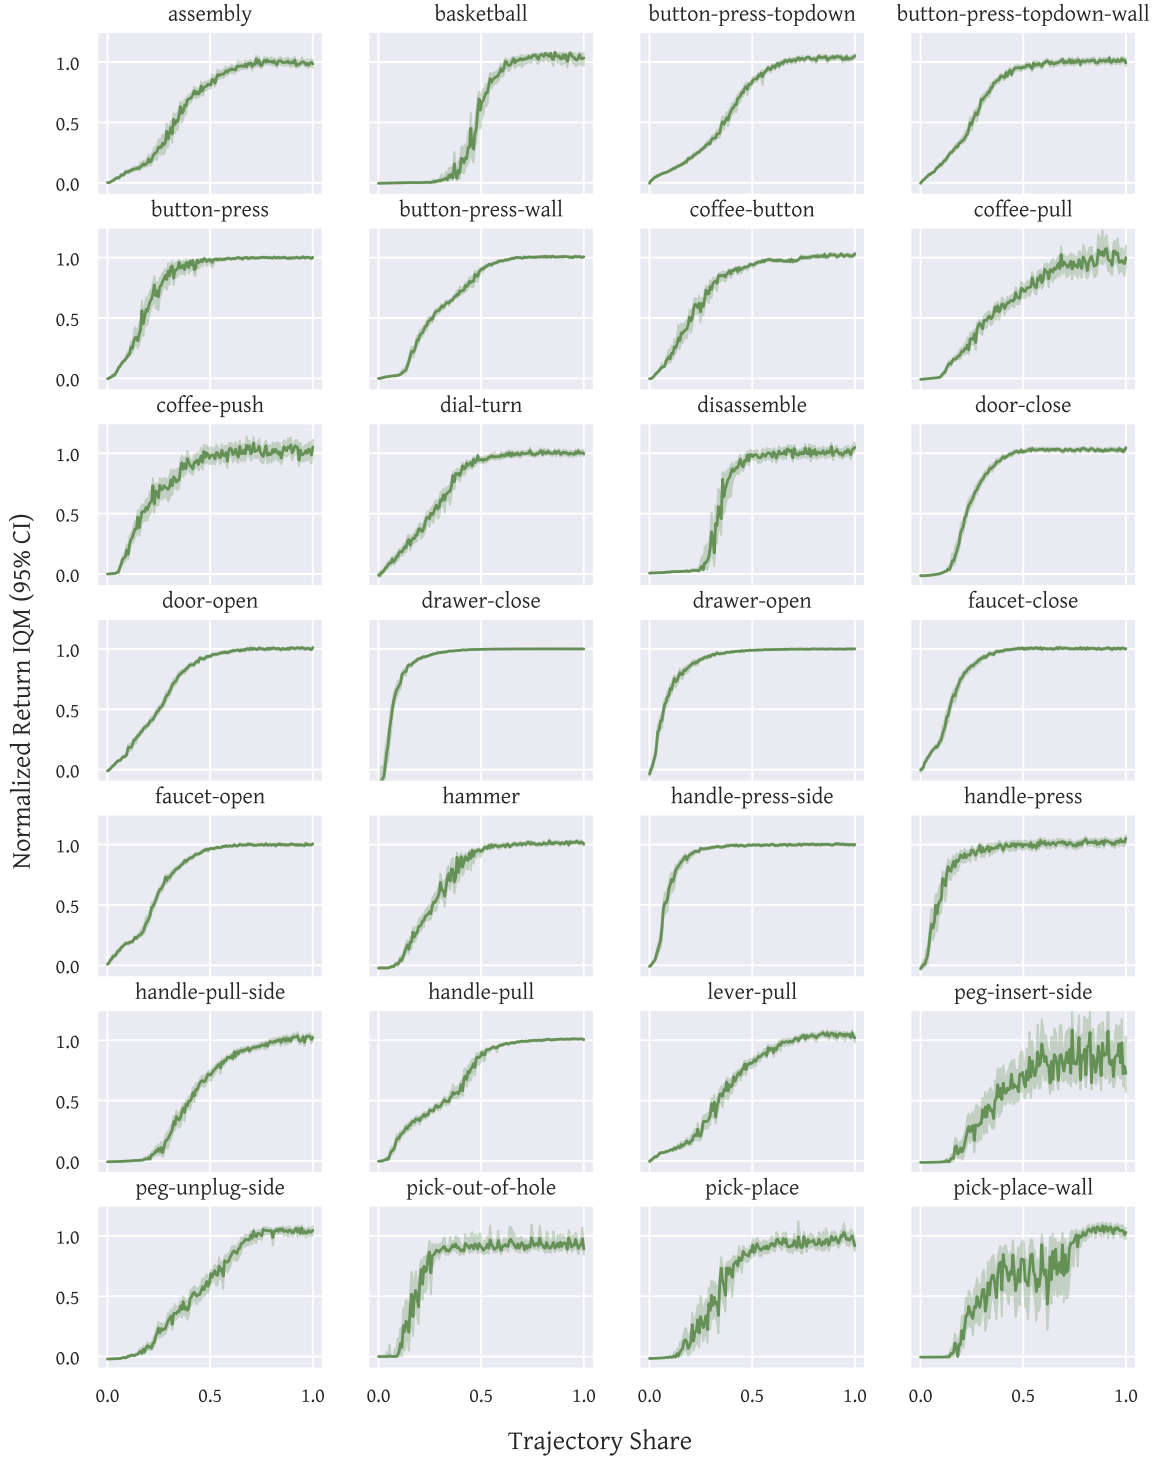 assembly basketball button-press-topdown button-press-topdown-wall
1.0
0.5
0.0
button-press button-press-wall coffee-button coffee-pull
1.0
0.5
0.0
coffee-push dial-turn disassemble door-close
1.0
0.5
0.0
door-open drawer-close drawer-open faucet-close
1.0
0.5
0.0
faucet-open hammer handle-press-side handle-press
1.0
0.5
0.0
handle-pull-side handle-pull lever-pull peg-insert-side
1.0
0.5
0.0
peg-unplug-side pick-out-of-hole pick-place pick-place-wall
1.0
0.5
0.0
0.0 0.5 1.0 0.0 0.5 1.0 0.0 0.5 1.0 0.0 0.5 1.0
Trajectory Share
Normalized Return IQM (95% CI)